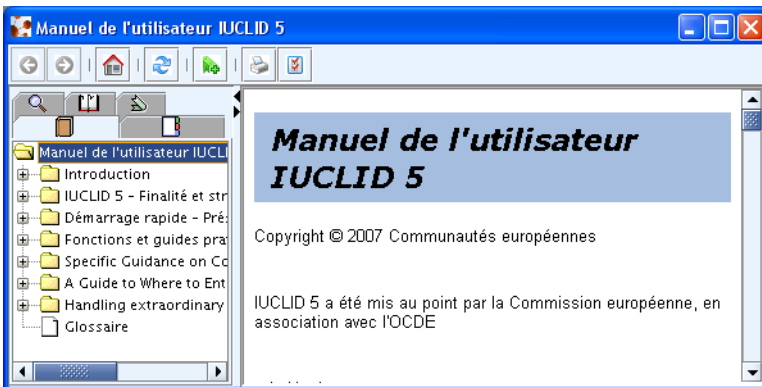 Manuel de l'utilisateur IUCLID 5
Manuel de l'utilisateur IUCLI
Introduction
IUCLID 5 - Finalité et str
Démarrage rapide - Pré
Fonctions et guides pra
Specific Guidance on Co
A Guide to Where to Ent
Handling extraordinary
Glossaire
Manuel de l'utilisateur
IUCLID 5
Copyright © 2007 Communautés européennes
IUCLID 5 a été mis au point par la Commission européenne, en
association avec l'OCDE